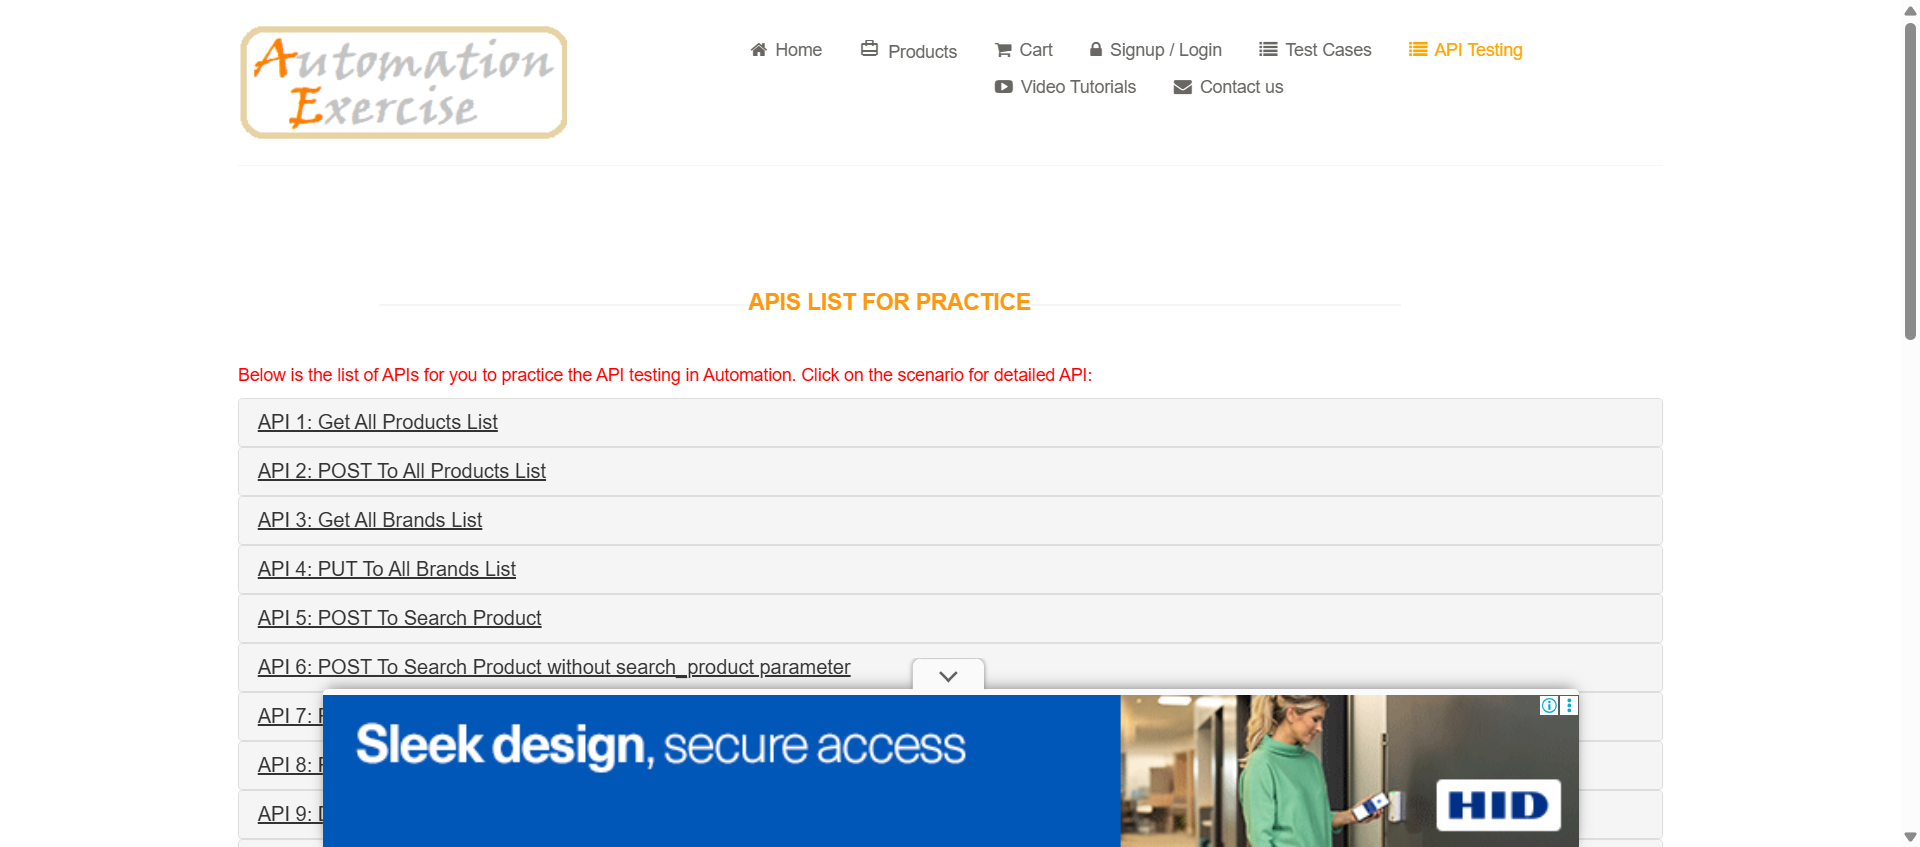 Automation
Exercise
Home
Products
Cart
Signup / Login
Test Cases
API Testing
Video Tutorials
Contact us
APIS LIST FOR PRACTICE
Below is the list of APIs for you to practice the API testing in Automation. Click on the scenario for detailed API:
API 1: Get All Products List
API 2: POST To All Products List
API 3: Get All Brands List
API 4: PUT To All Brands List
API 5: POST To Search Product
API 6: POST To Search Product without search_product parameter
API 7:
API 8:
API 9:
Sleek design, secure access
HID